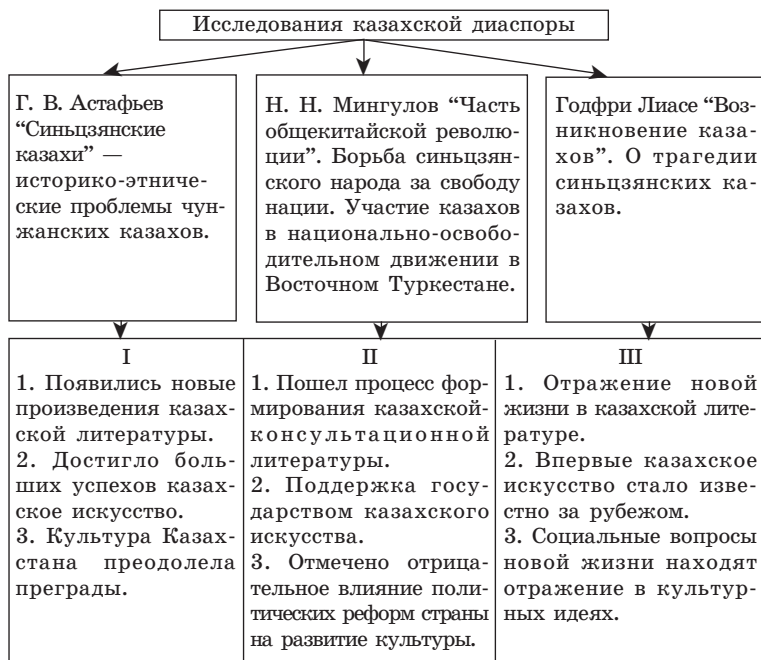 Исследования казахской диаспоры
Г. В. Астафьев
“Синьцзянские
казахи” —
историко-этниче-
ские проблемы чун-
жанских казахов.
Н. Н. Мингулов “Часть
общекитайской револю-
ции”. Борьба синьцзян-
ского народа за свободу
нации. Участие казахов
в национально-освобо-
дительном движении в
Восточном Туркестане.
Годфри Лиасе “Воз-
никновение каза-
хов”. О трагедии
синьцзянских ка-
захов.
I
1. Появились новые
произведения казах-
ской литературы.
2. Достигло боль-
ших успехов казах-
ское искусство.
3. Культура Казах-
стана преодолела
преграды.
II
1. Пошел процесс фор-
мирования казахской-
консультационной
литературы.
2. Поддержка госу-
дарством казахского
искусства.
3. Отмечено отрица-
тельное влияние поли-
тических реформ страны
на развитие культуры.
III
1. Отражение новой
жизни в казахской лите-
ратуре.
2. Впервые казахское
искусство стало изве-
стно за рубежом.
3. Социальные вопросы
новой жизни находят
отражение в культур-
ных идеях.